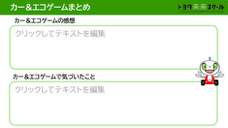 カー＆エコゲームまとめ
トヨタ未来スクール
カー＆エコゲームの感想
クリックしてテキストを編集
カー＆エコゲームで気づいたこと
クリックしてテキストを編集